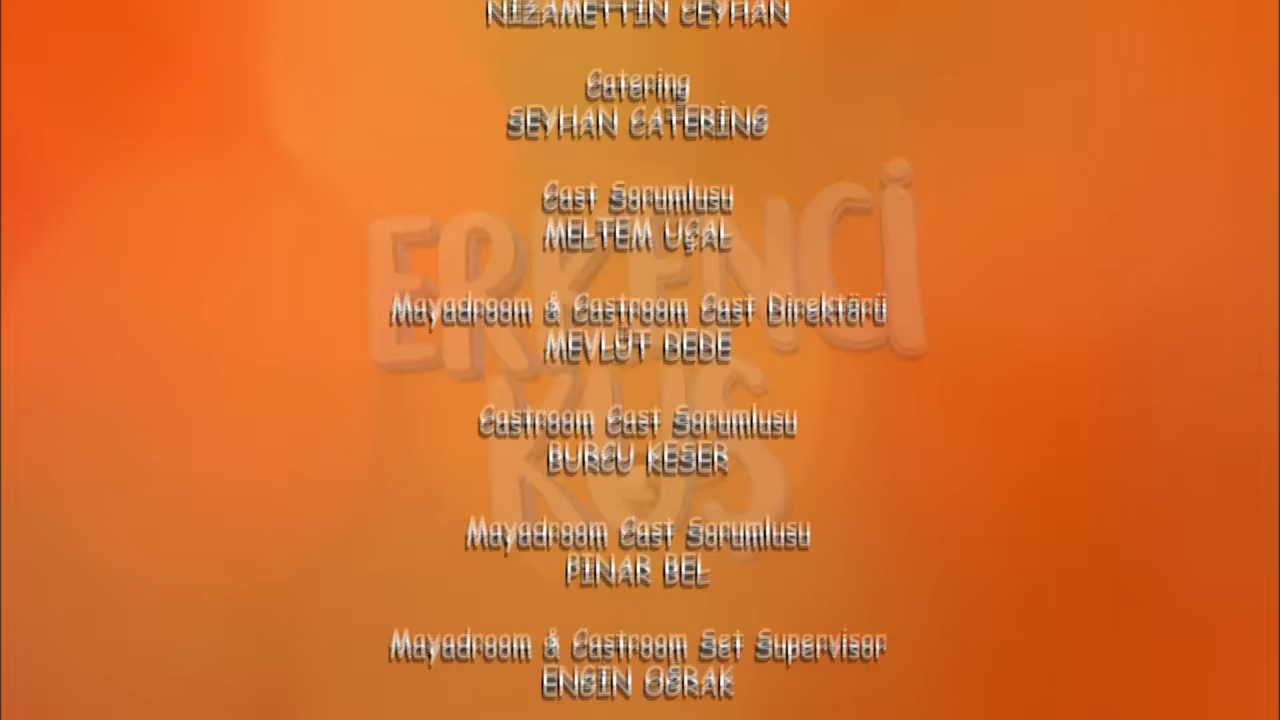 NİZAMETTİN CEYHAN
Catering
SEYHAN CATERİNG
Cast Sorumlusu
MELTEM UÇAL
Mayadroom & Castroom Cast Direktörü
MEVLÜT BEBE
Castroom Cast Sorumlusu
BURCU KESER
Mayadroom Cast Sorumlusu
PINAR BEL
Mayadroom & Castroom Set Supervisor
ENGİN OĞRAK
ERKENCİ
KUŞ